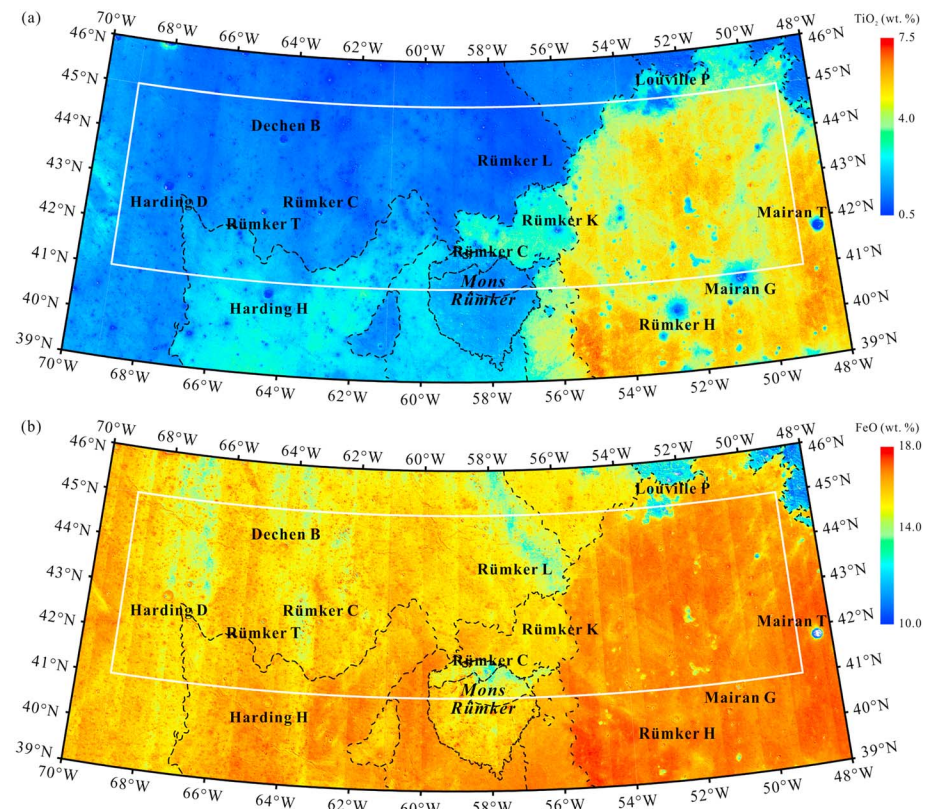 (a)
70°W 68°W 66°W 64°W 62°W 60°W 58°W 56°W 54°W 52°W 50°W 48°W
TiO₂ (wt. %)
7.5
4.0
0.5
46°N 46°N
45°N 45°N
44°N 44°N
43°N 43°N
42°N 42°N
41°N 41°N
40°N 40°N
39°N 39°N
Louville P
Dechen B
Rümker L
Harding D
Rümker C
Rümker T
Rümker K
Mairan T
Rümker C
Mons
Rümker
Mairan G
Harding H
Rümker H
70°W 68°W 66°W 64°W 62°W 60°W 58°W 56°W 54°W 52°W 50°W 48°W
(b)
70°W 68°W 66°W 64°W 62°W 60°W 58°W 56°W 54°W 52°W 50°W 48°W
FeO (wt. %)
18.0
14.0
10.0
46°N 46°N
45°N 45°N
44°N 44°N
43°N 43°N
42°N 42°N
41°N 41°N
40°N 40°N
39°N 39°N
Louville P
Dechen B
Rümker L
Harding D
Rümker C
Rümker T
Rümker K
Mairan T
Rümker C
Mons
Rümker
Mairan G
Harding H
Rümker H
70°W 68°W 66°W 64°W 62°W 60°W 58°W 56°W 54°W 52°W 50°W 48°W